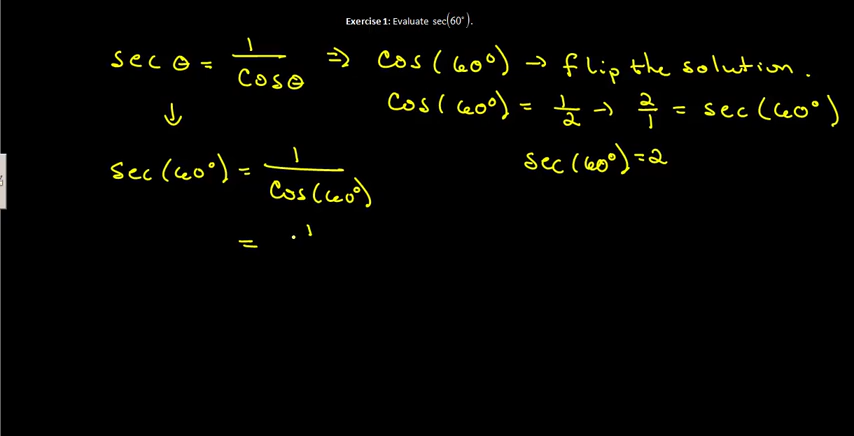 Exercise 1: Evaluate sec(60°).
sec θ = 1/cos θ ⇒ cos(60°) → flip the solution.
cos(60°) = 1/2 → 2/1 = sec(60°)
↓
sec(60°) = 1/cos(60°)
sec(60°) = 2
= 1